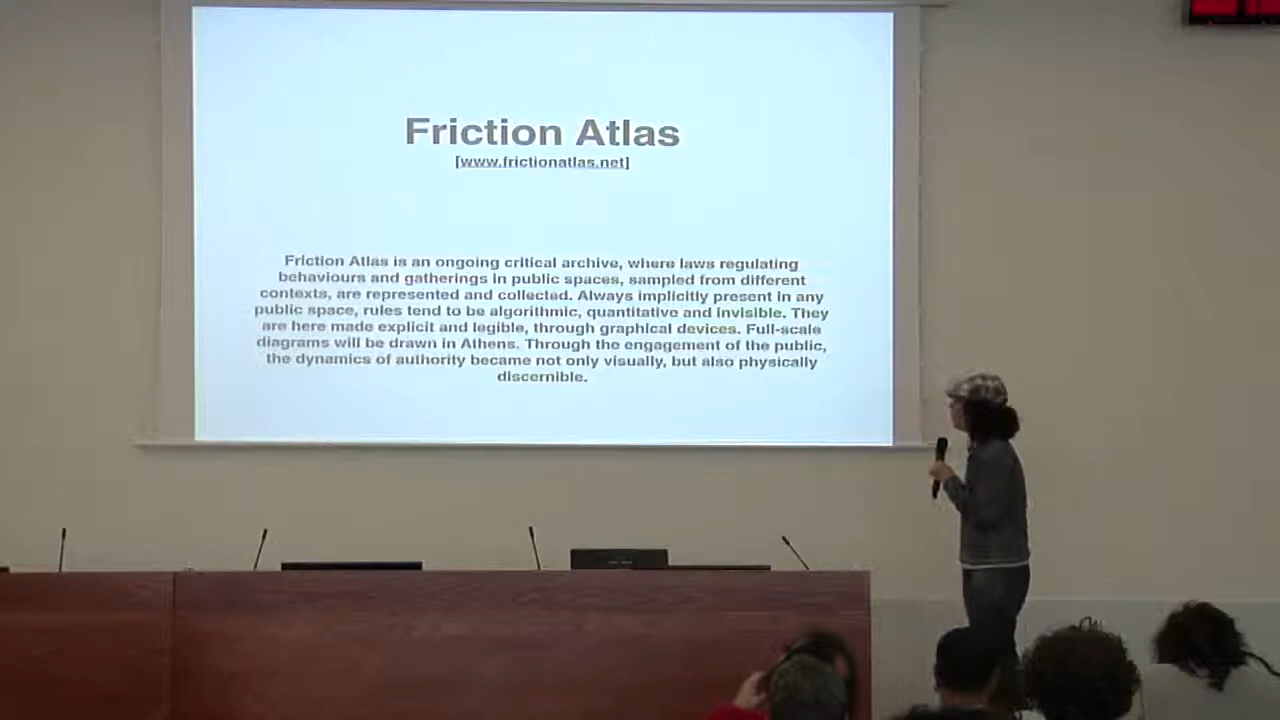 Friction Atlas
[www.frictionatlas.net]
Friction Atlas is an ongoing critical archive, where laws regulating
behaviours and gatherings in public spaces, sampled from different
contexts, are represented and collected. Always implicitly present in any
public space, rules tend to be algorithmic, quantitative and invisible. They
are here made explicit and legible, through graphical devices. Full-scale
diagrams will be drawn in Athens. Through the engagement of the public,
the dynamics of authority became not only visually, but also physically
discernible.